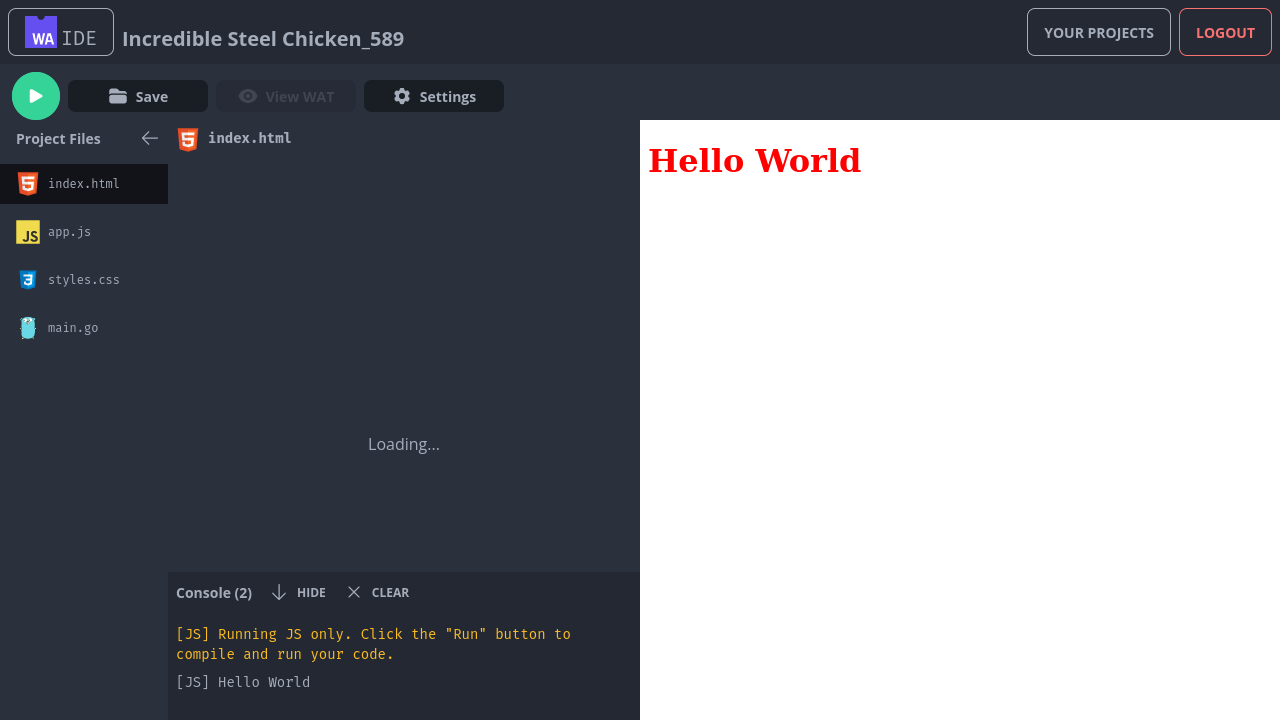 WA IDE
Incredible Steel Chicken_589
YOUR PROJECTS
LOGOUT
Save
View WAT
Settings
Project Files
index.html
app.js
styles.css
main.go
index.html
Loading...
Console (2)
HIDE
CLEAR
[JS] Running JS only. Click the "Run" button to
compile and run your code.
[JS] Hello World
Hello World